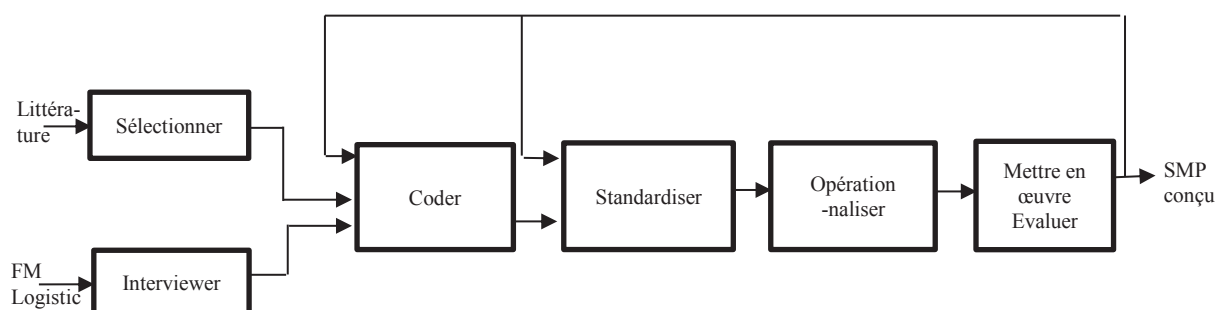 Littéra-
ture
Sélectionner
FM
Logistic
Interviewer
Coder
Standardiser
Opération
-naliser
Mettre en
œuvre
Evaluer
SMP
conçu